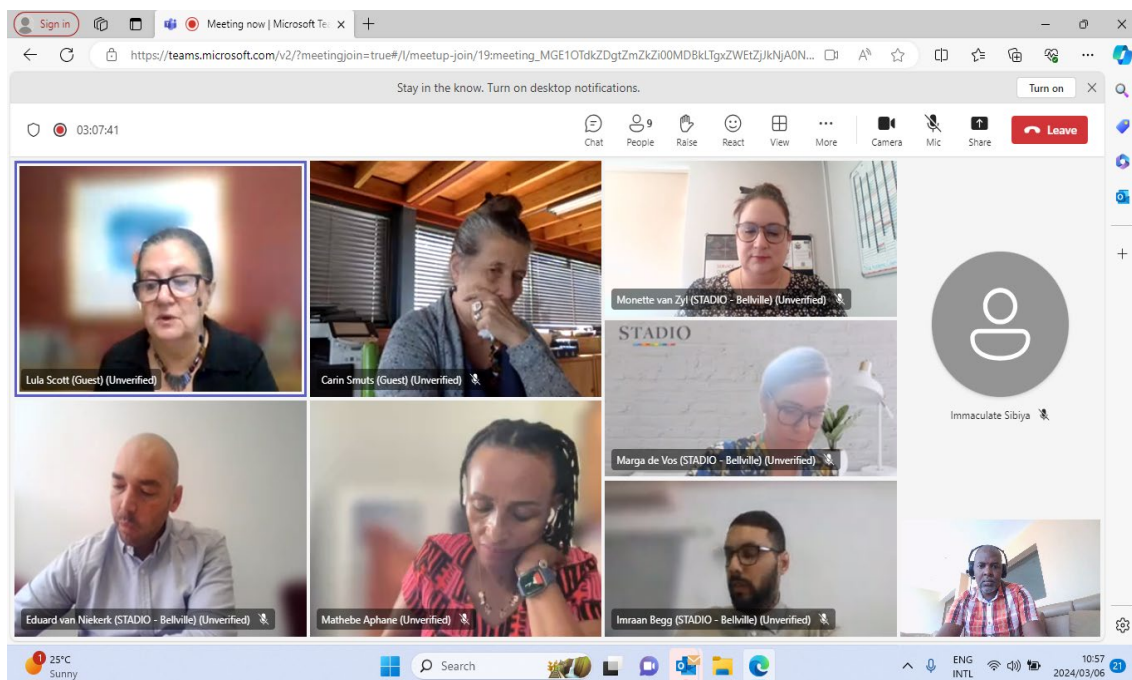 Sign in
Meeting now | Microsoft Te
https://teams.microsoft.com/v2/?meetingjoin=true#/l/meetup-join/19:meeting_MGE1OTdkZDgtZmZkZi00MDBkLTgxZWEtZjJkNjA0N...
Stay in the know. Turn on desktop notifications.
Turn on
03:07:41
9
Chat People Raise React View More Camera Mic Share
Leave
Lula Scott (Guest) (Unverified)
Carin Smuts (Guest) (Unverified)
Monette van Zyl (STADIO - Bellville) (Unverified)
STADIO
Marga de Vos (STADIO - Bellville) (Unverified)
Immaculate Sibiya
Eduard van Niekerk (STADIO - Bellville) (Unverified)
Mathebe Aphane (Unverified)
Imraan Begg (STADIO - Bellville) (Unverified)
1
25°C
Sunny
Search
ENG
INTL
10:57
2024/03/06
21